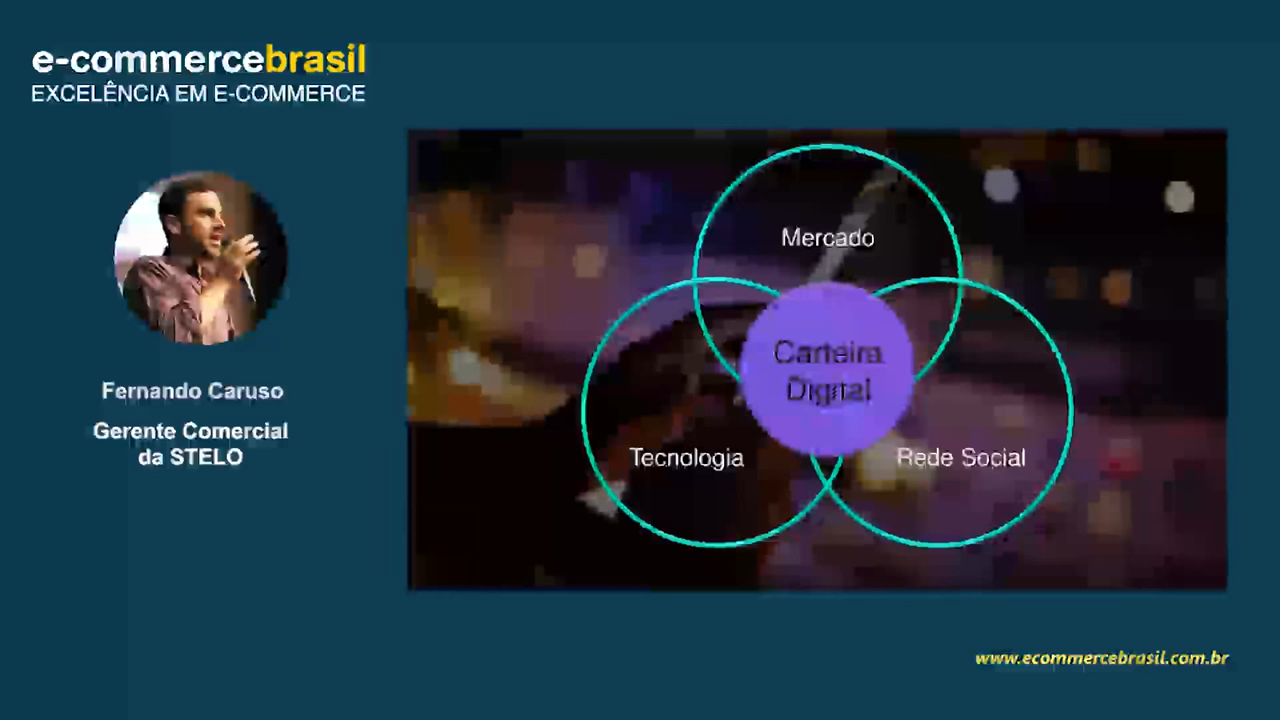 e-commercebrasil
EXCELÊNCIA EM E-COMMERCE
Fernando Caruso
Gerente Comercial
da STELO
Mercado
Carteira
Digital
Tecnologia
Rede Social
www.ecommercebrasil.com.br